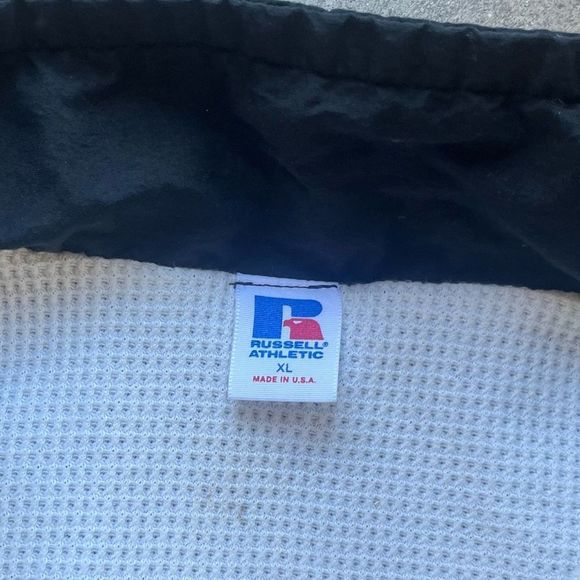 R
RUSSELL®
ATHLETIC
XL
MADE IN U.S.A.